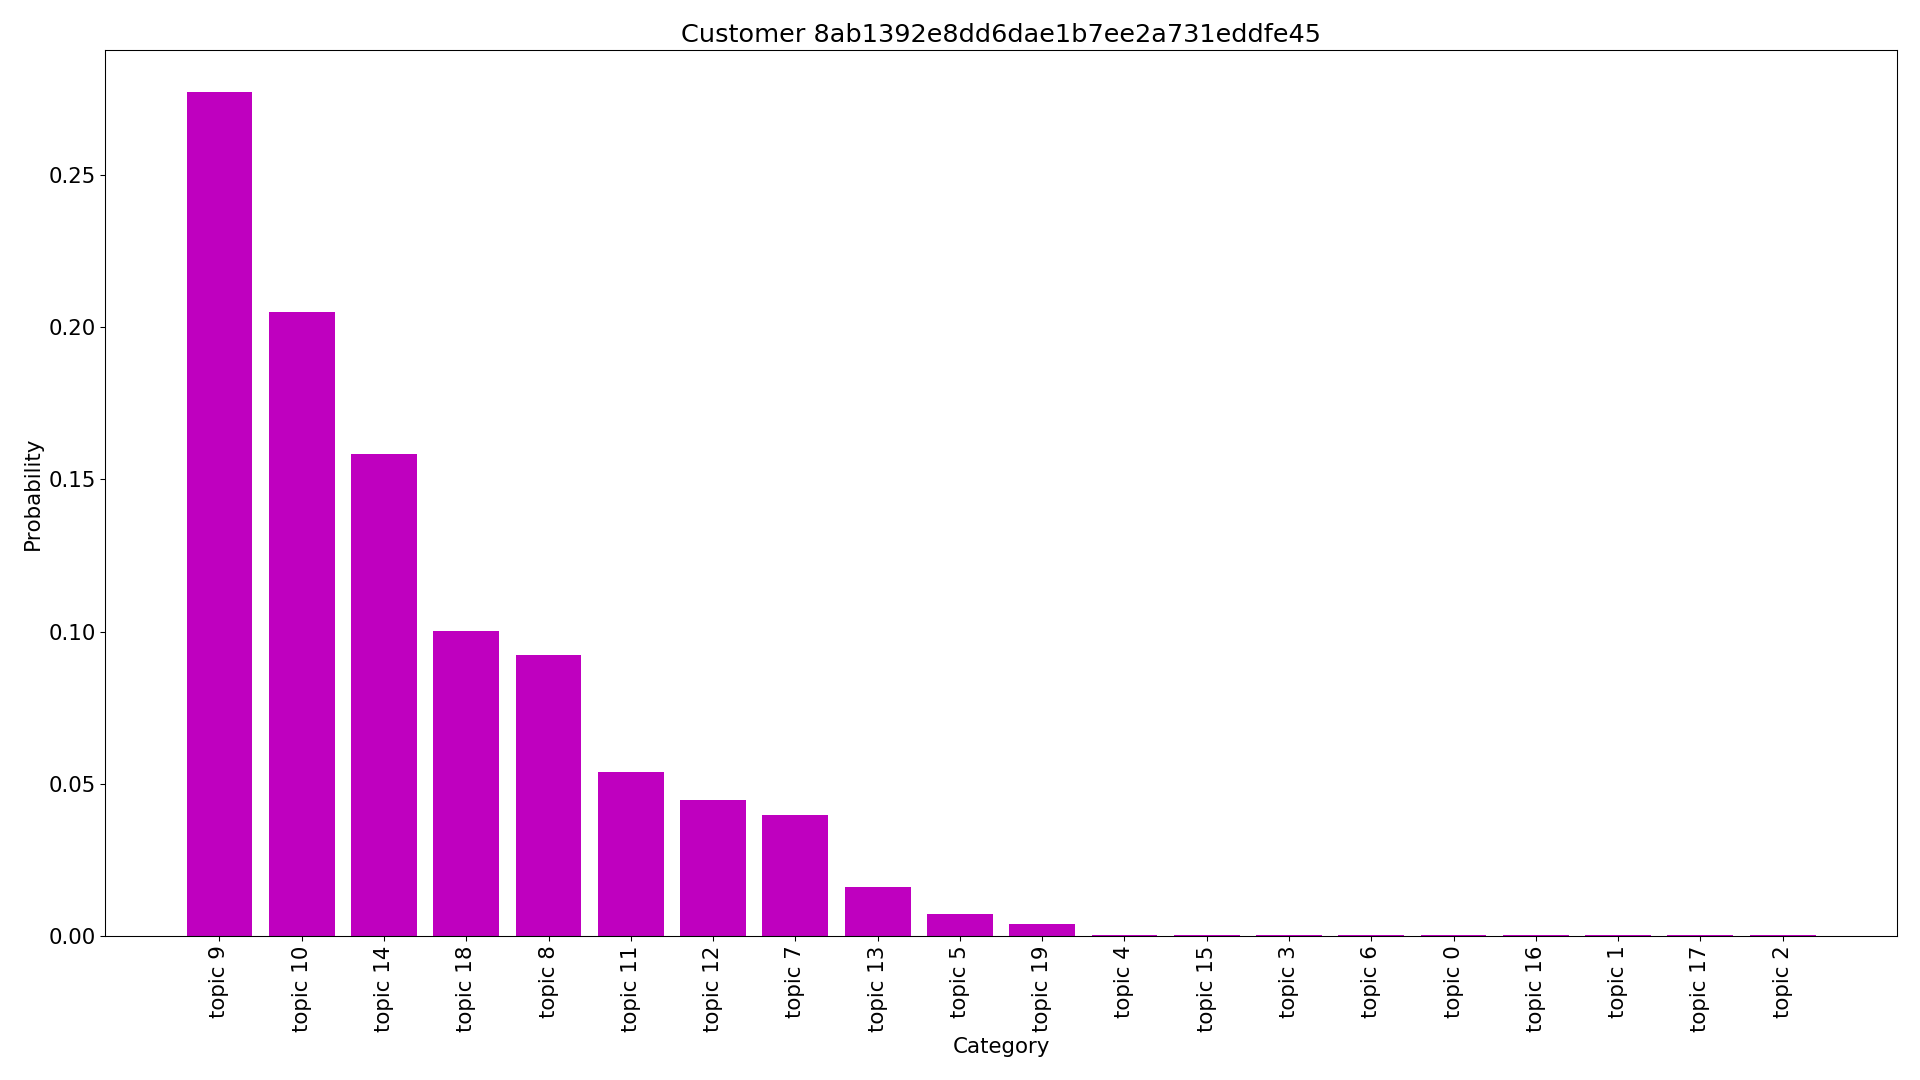 Customer 8ab1392e8dd6dae1b7ee2a731eddfe45
Probability
0.25
0.20
0.15
0.10
0.05
0.00
topic 9
topic 10
topic 14
topic 18
topic 8
topic 11
topic 12
topic 7
topic 13
topic 5
topic 19
topic 4
topic 15
topic 3
topic 6
topic 0
topic 16
topic 1
topic 17
topic 2
Category